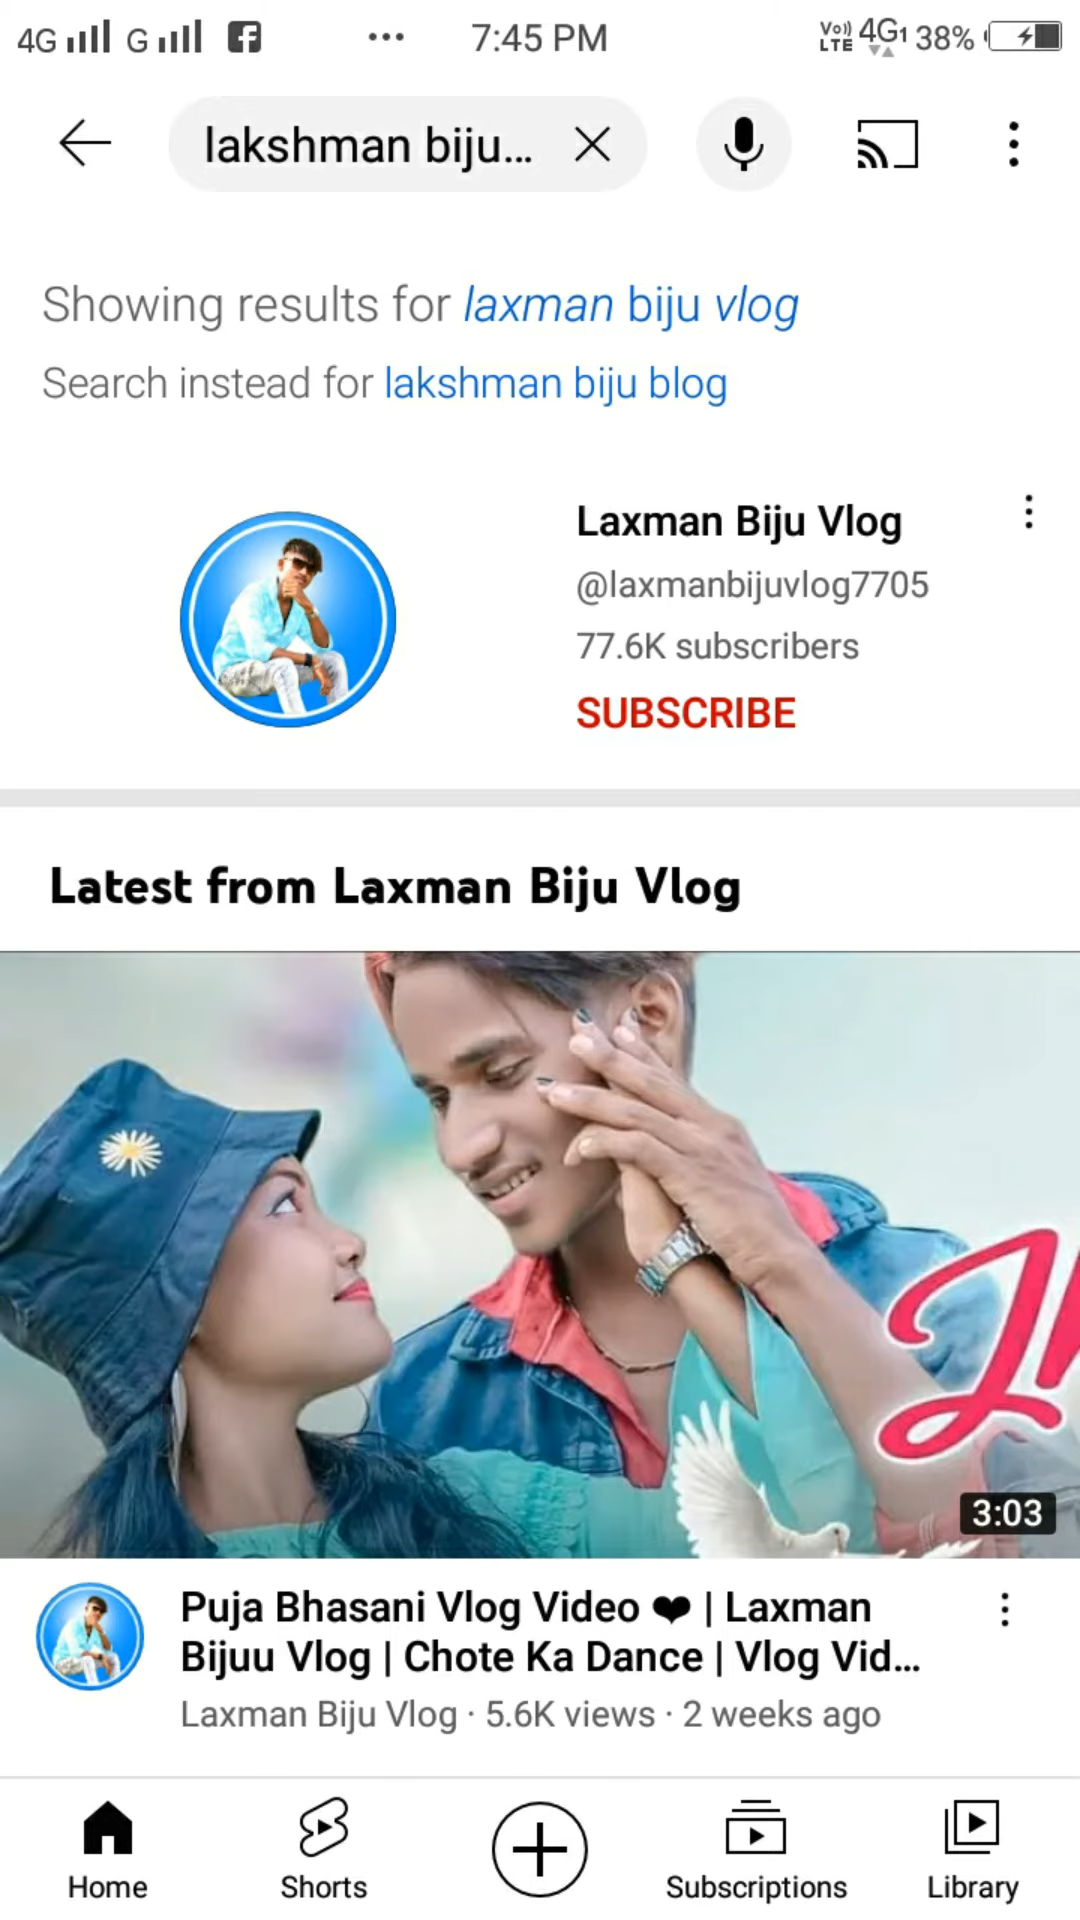 4G G 7:45 PM Vo)) LTE 4G1 38%
lakshman biju...
Showing results for laxman biju vlog
Search instead for lakshman biju blog
Laxman Biju Vlog
@laxmanbijuvlog7705
77.6K subscribers
SUBSCRIBE
Latest from Laxman Biju Vlog
3:03
Puja Bhasani Vlog Video ❤ | Laxman
Bijuu Vlog | Chote Ka Dance | Vlog Vid...
Laxman Biju Vlog · 5.6K views · 2 weeks ago
Home Shorts Subscriptions Library